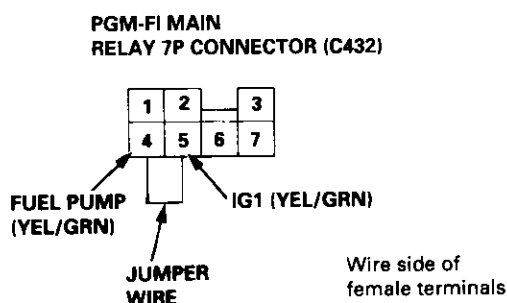 PGM-FI MAIN
RELAY 7P CONNECTOR (C432)
1 2 3
4 5 6 7
FUEL PUMP
(YEL/GRN)
IG1 (YEL/GRN)
JUMPER
WIRE
Wire side of
female terminals